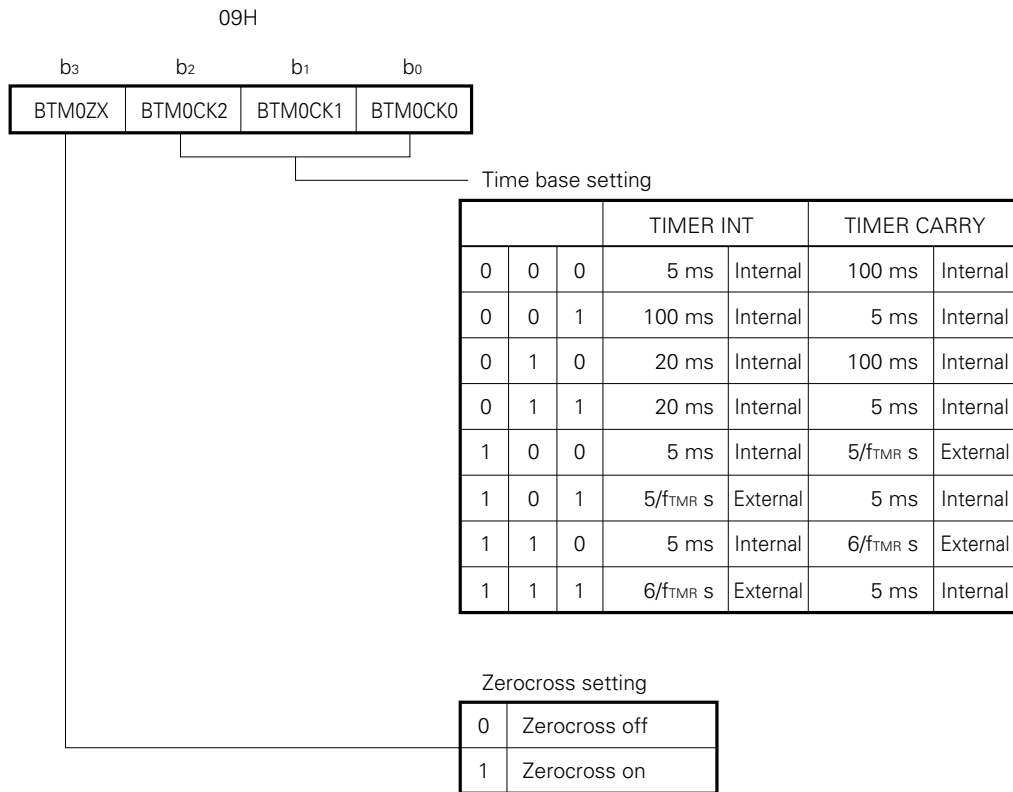 09H
b3 b2 b1 b0
BTM0ZX BTM0CK2 BTM0CK1 BTM0CK0
Time base setting
TIMER INT TIMER CARRY
0 0 0 5 ms Internal 100 ms Internal
0 0 1 100 ms Internal 5 ms Internal
0 1 0 20 ms Internal 100 ms Internal
0 1 1 20 ms Internal 5 ms Internal
1 0 0 5 ms Internal 5/fTMR s External
1 0 1 5/fTMR s External 5 ms Internal
1 1 0 5 ms Internal 6/fTMR s External
1 1 1 6/fTMR s External 5 ms Internal
Zerocross setting
0 Zerocross off
1 Zerocross on